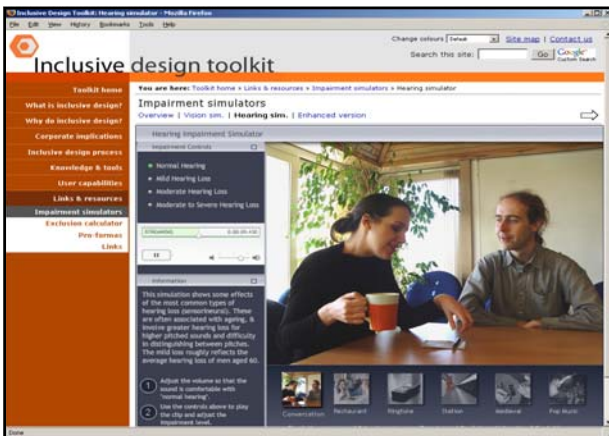 Inclusive Design Toolkit: Hearing simulator - Mozilla Firefox
File Edit View History Bookmarks Tools Help
Change colours Default Site map | Contact us
Search this site: Go Google Custom Search
Inclusive design toolkit
You are here: Toolkit home > Links & resources > Impairment simulators > Hearing simulator
Impairment simulators
Overview | Vision sim. | Hearing sim. | Enhanced version
Toolkit home
What is inclusive design?
Why do inclusive design?
Corporate implications
Inclusive design process
Knowledge & tools
User capabilities
Links & resources
Impairment simulators
Exclusion calculator
Pro-formas
Links
Hearing Impairment Simulator
Impairment Controls
Normal Hearing
Mild Hearing Loss
Moderate Hearing Loss
Moderate to Severe Hearing Loss
Information
This simulation shows some effects
of the most common types of
hearing loss (sensorineural). These
are often associated with ageing, &
involve greater hearing loss for
higher pitched sounds and difficulty
in distinguishing between pitches.
The mild loss roughly reflects the
average hearing loss of men aged 60.
1 Adjust the volume so that the
sound is comfortable with
'normal hearing'.
2 Use the controls above to play
the clip and adjust the
impairment level.
Conversation Restaurant Ringtone Station Medieval Pop Music
Done